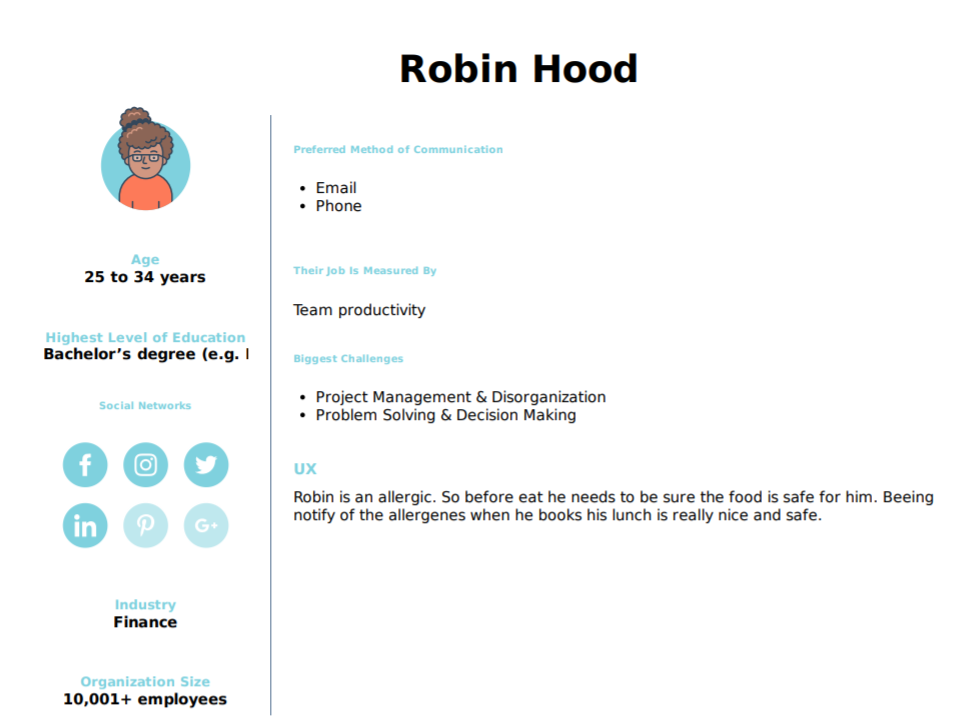 Robin Hood
Age
25 to 34 years
Highest Level of Education
Bachelor’s degree (e.g.
Social Networks
Industry
Finance
Organization Size
10,001+ employees
Preferred Method of Communication
• Email
• Phone
Their Job Is Measured By
Team productivity
Biggest Challenges
• Project Management & Disorganization
• Problem Solving & Decision Making
UX
Robin is an allergic. So before eat he needs to be sure the food is safe for him. Beeing
notify of the allergenes when he books his lunch is really nice and safe.